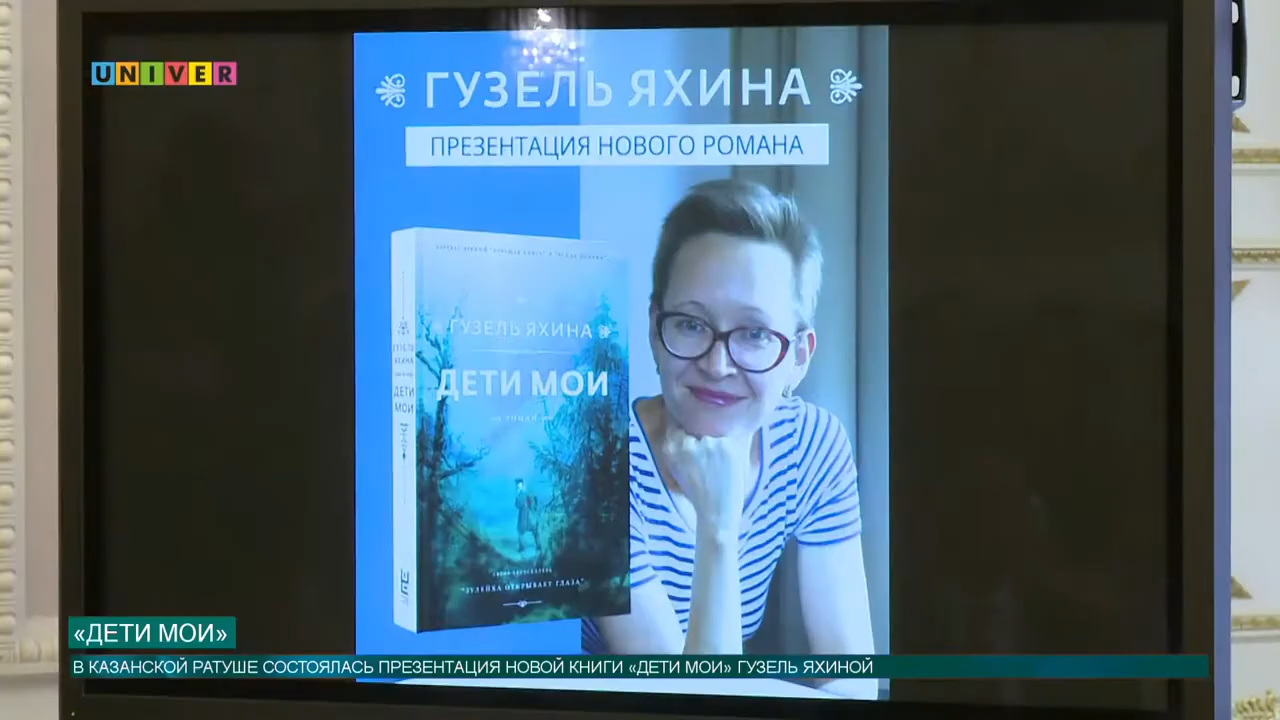 UNIVER
ГУЗЕЛЬ ЯХИНА
ПРЕЗЕНТАЦИЯ НОВОГО РОМАНА
ГУЗЕЛЬ ЯХИНА
ДЕТИ МОИ
ГУЗЕЛЬ
ЯХИНА
ДЕТИ
МОИ
"ЗУЛЕЙХА ОТКРЫВАЕТ ГЛАЗА"
«ДЕТИ МОИ»
В КАЗАНСКОЙ РАТУШЕ СОСТОЯЛАСЬ ПРЕЗЕНТАЦИЯ НОВОЙ КНИГИ «ДЕТИ МОИ» ГУЗЕЛЬ ЯХИНОЙ